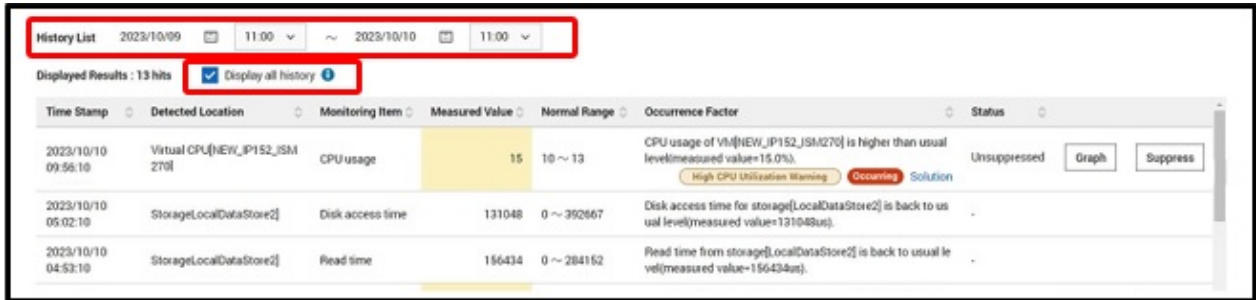 History List 2023/10/09 11:00 ~ 2023/10/10 11:00
Displayed Results : 13 hits Display all history
Time Stamp Detected Location Monitoring Item Measured Value Normal Range Occurrence Factor Status
2023/10/10
09:56:10
Virtual CPU[NEW_IP152_ISM
270]
CPU usage
15
10 ~ 13
CPU usage of VM[NEW_IP152_ISM270] is higher than usual
level(measured value=15.0%).
High CPU Utilization Warning Occurring Solution
Unsuppressed
Graph
Suppress
2023/10/10
05:02:10
StorageLocalDataStore2]
Disk access time
131048
0 ~ 392667
Disk access time for storage[LocalDataStore2] is back to us
ual level(measured value=131048us).
-
2023/10/10
04:53:10
StorageLocalDataStore2]
Read time
156434
0 ~ 284152
Read time from storage[LocalDataStore2] is back to usual le
vel(measured value=156434us).
-